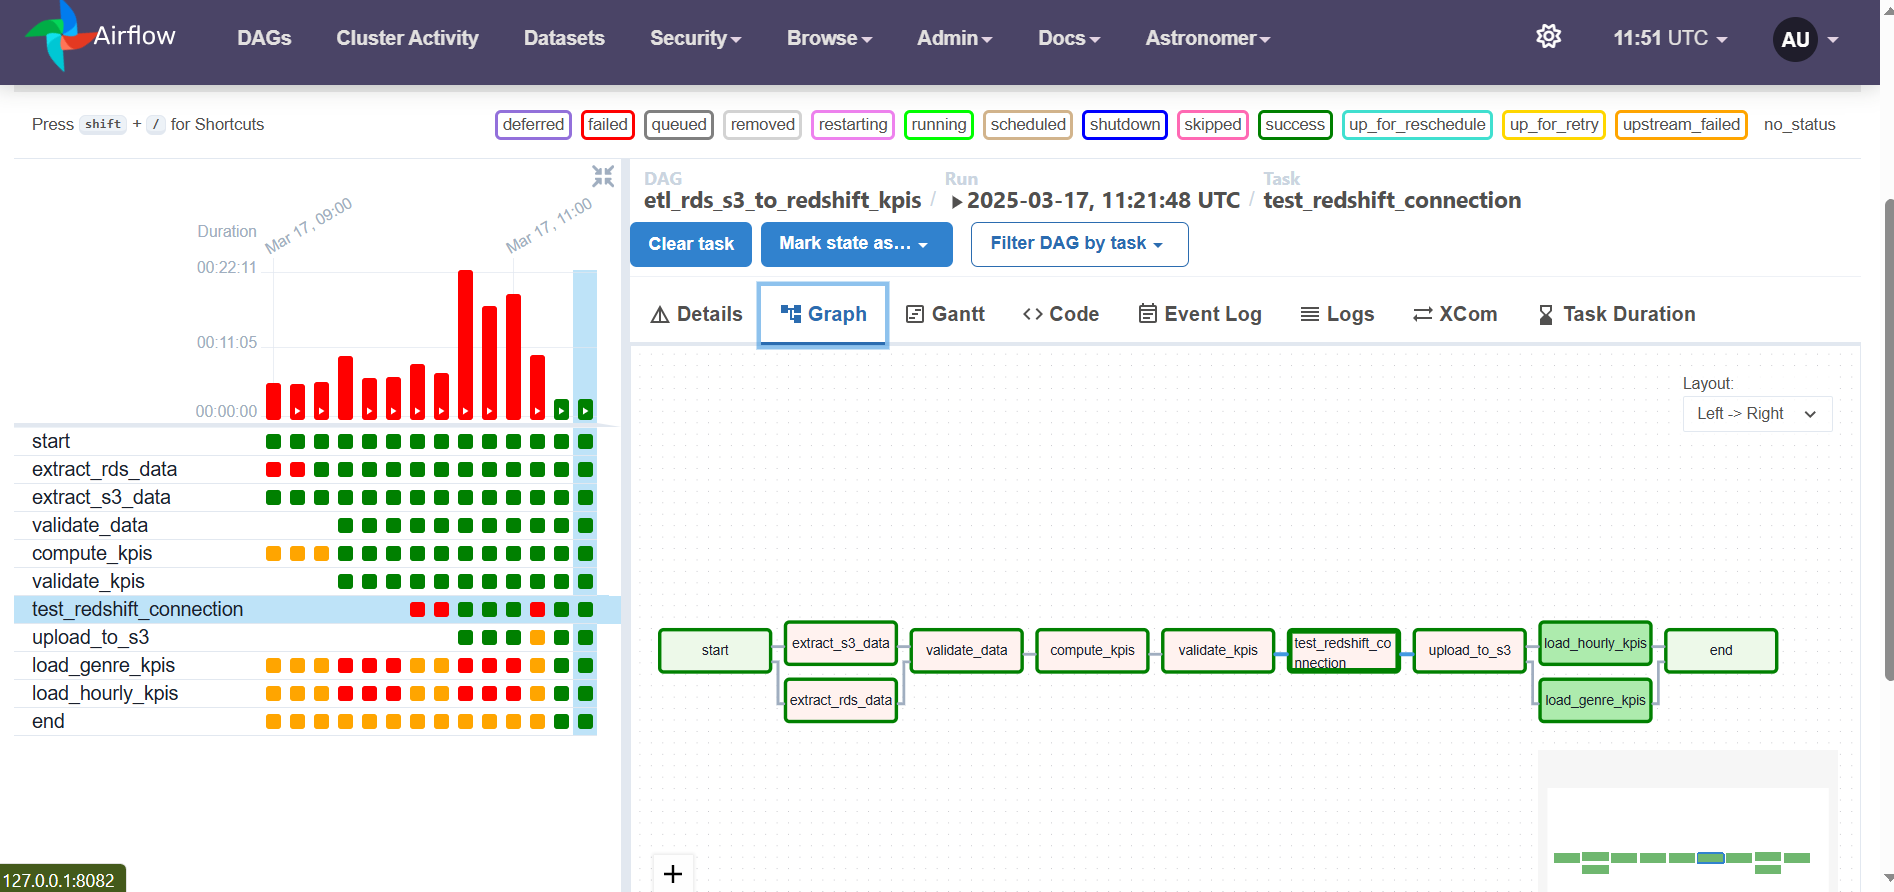 Airflow DAGs Cluster Activity Datasets Security Browse Admin Docs Astronomer 11:51 UTC AU
Press shift + / for Shortcuts
deferred failed queued removed restarting running scheduled shutdown skipped success up_for_reschedule up_for_retry upstream_failed no_status
Duration
Mar 17, 09:00
Mar 17, 11:00
00:22:11
00:11:05
00:00:00
start
extract_rds_data
extract_s3_data
validate_data
compute_kpis
validate_kpis
test_redshift_connection
upload_to_s3
load_genre_kpis
load_hourly_kpis
end
DAG Run Task
etl_rds_s3_to_redshift_kpis / 2025-03-17, 11:21:48 UTC / test_redshift_connection
Clear task Mark state as... Filter DAG by task
Details Graph Gantt Code Event Log Logs XCom Task Duration
Layout:
Left -> Right
start
extract_s3_data
extract_rds_data
validate_data
compute_kpis
validate_kpis
test_redshift_co
nnection
upload_to_s3
load_hourly_kpis
load_genre_kpis
end
+
127.0.0.1:8082